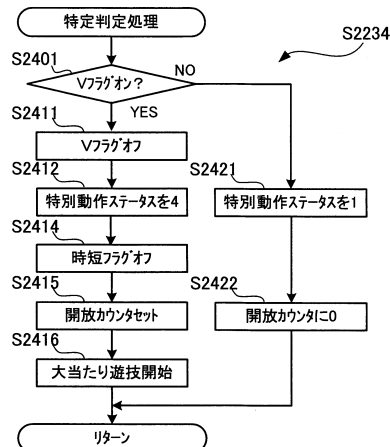 特定判定処理
S2234
S2401
Vフラグオン?
NO
YES
S2411
Vフラグオフ
S2412
特別動作ステータスを4
S2414
時短フラグオフ
S2415
開放カウンタセット
S2416
大当たり遊技開始
S2421
特別動作ステータスを1
S2422
開放カウンタに0
リターン